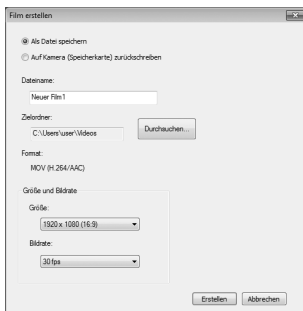 Film erstellen
Als Datei speichern
Auf Kamera (Speicherkarte) zurückschreiben
Dateiname:
Neuer Film1
Zielordner:
C:\Users\user\Videos
Durchsuchen...
Format:
MOV (H.264/AAC)
Größe und Bildrate
Größe:
1920 x 1080 (16:9)
Bildrate:
30 fps
Erstellen
Abbrechen